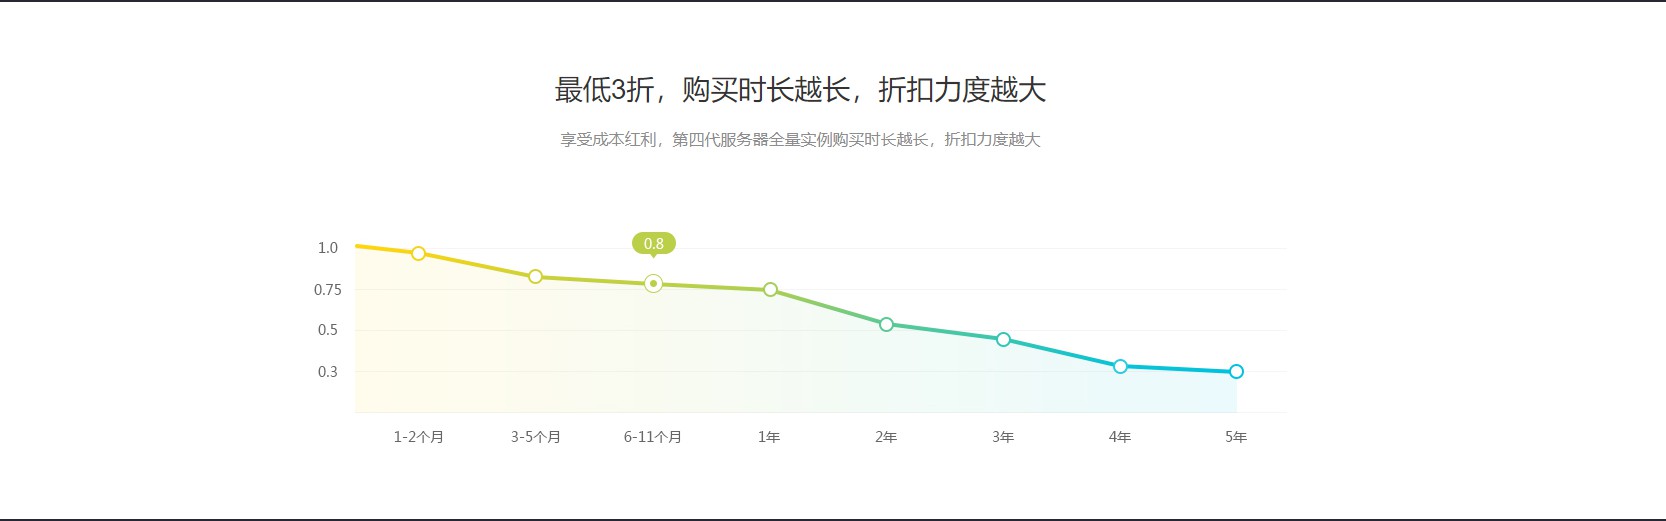 最低3折，购买时长越长，折扣力度越大
享受成本红利，第四代服务器全量实例购买时长越长，折扣力度越大
0.8
1.0
0.75
0.5
0.3
1-2个月 3-5个月 6-11个月 1年 2年 3年 4年 5年